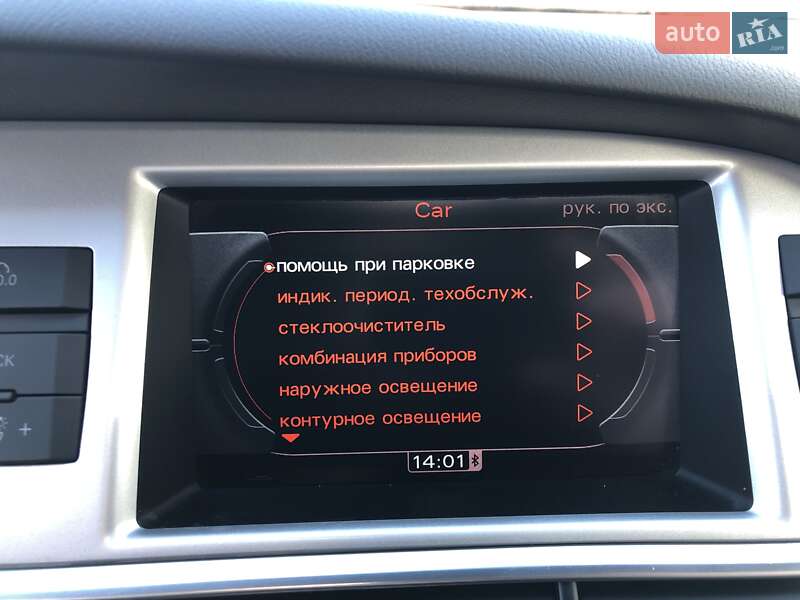 auto RIA
Car
рук. по экс.
помощь при парковке
индик. период. техобслуж.
стеклоочиститель
комбинация приборов
наружное освещение
контурное освещение
14:01